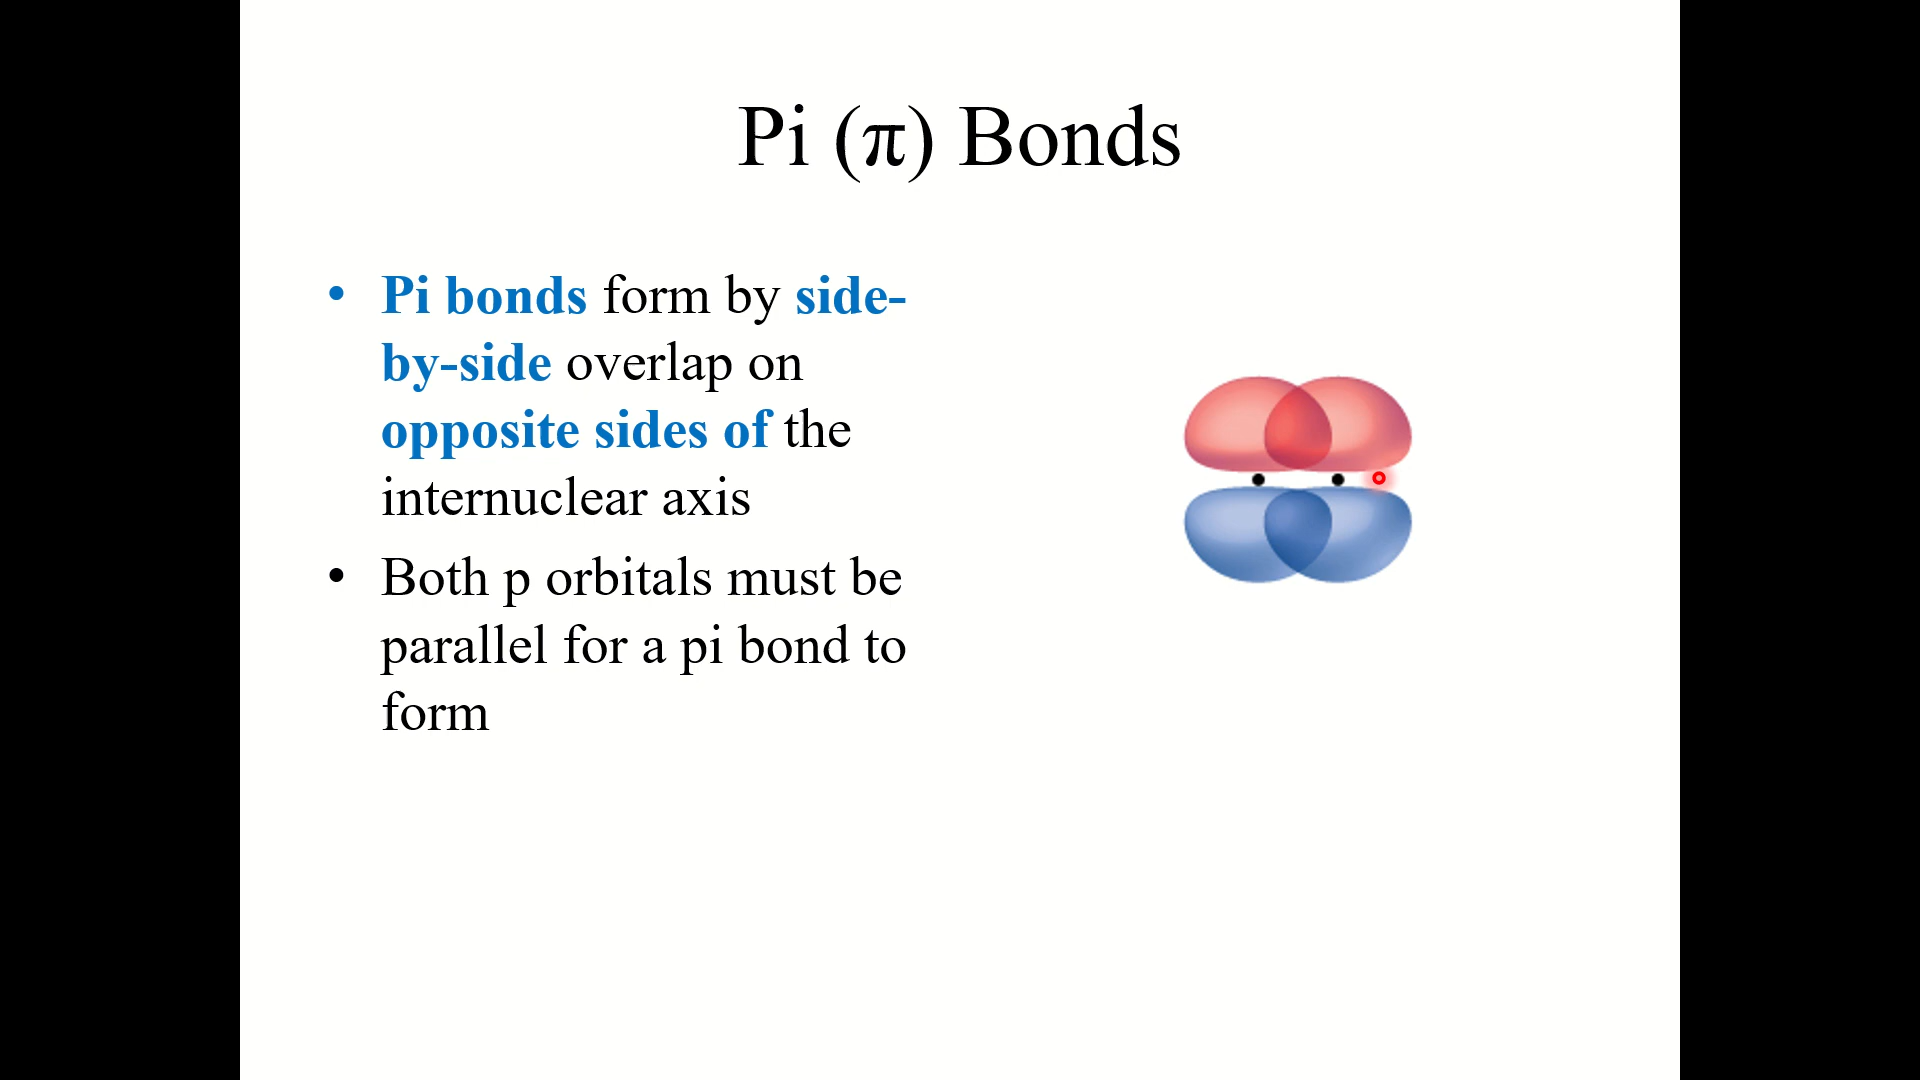 Pi (π) Bonds
• Pi bonds form by side-
by-side overlap on
opposite sides of the
internuclear axis
• Both p orbitals must be
parallel for a pi bond to
form